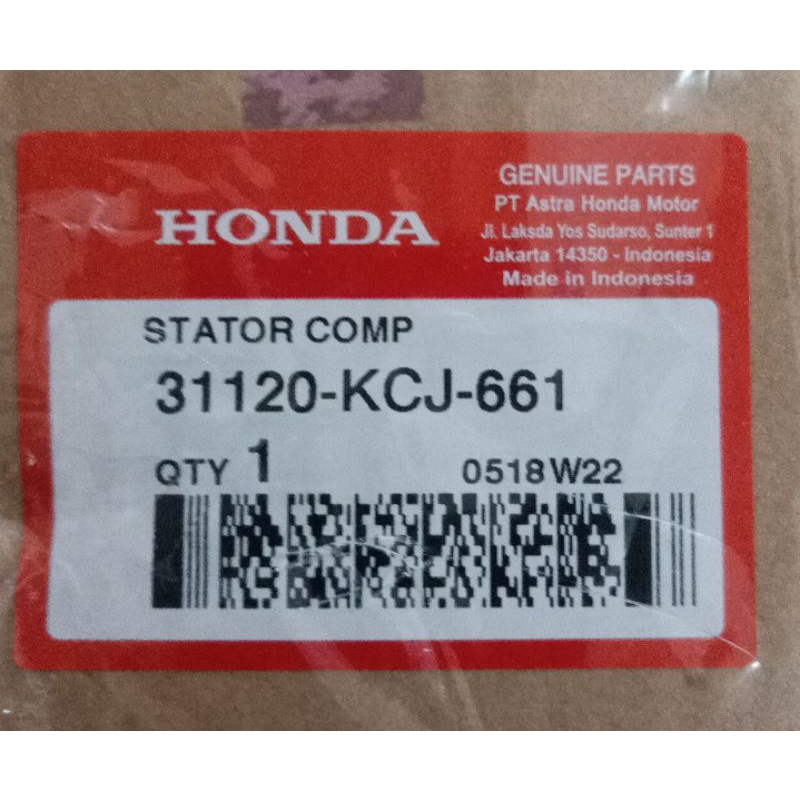 HONDA
GENUINE PARTS
PT Astra Honda Motor
Jl. Laksda Yos Sudarso, Sunter 1
Jakarta 14350 - Indonesia
Made in Indonesia
STATOR COMP
31120-KCJ-661
QTY 1
0518W22